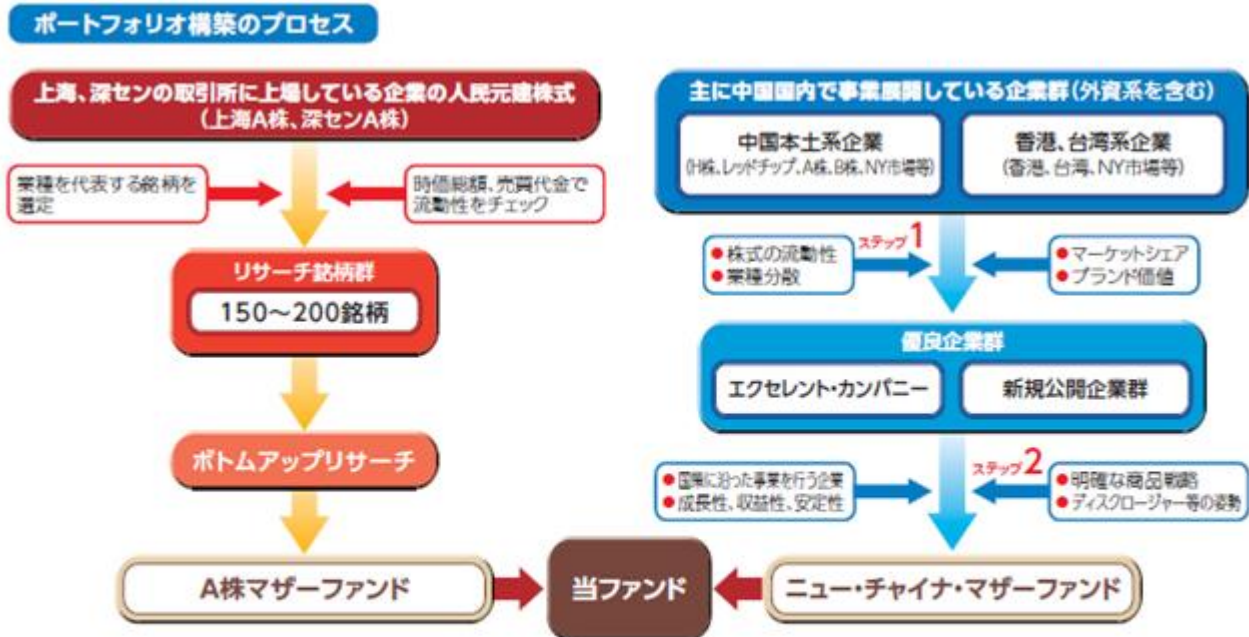 ポートフォリオ構築のプロセス
上海、深センの取引所に上場している企業の人民元建株式
(上海A株、深センA株)
業種を代表する銘柄を
選定
時価総額、売買代金で
流動性をチェック
リサーチ銘柄群
150～200銘柄
ボトムアップリサーチ
A株マザーファンド
主に中国国内で事業展開している企業群(外資系を含む)
中国本土系企業
(H株、レッドチップ、A株、B株、NY市場等)
香港、台湾系企業
(香港、台湾、NY市場等)
ステップ1
●株式の流動性
●業種分散
●マーケットシェア
●ブランド価値
優良企業群
エクセレント・カンパニー
新規公開企業群
ステップ2
●国策に沿った事業を行う企業
●成長性、収益性、安定性
●明確な商品戦略
●ディスクロージャー等の姿勢
ニュー・チャイナ・マザーファンド
当ファンド